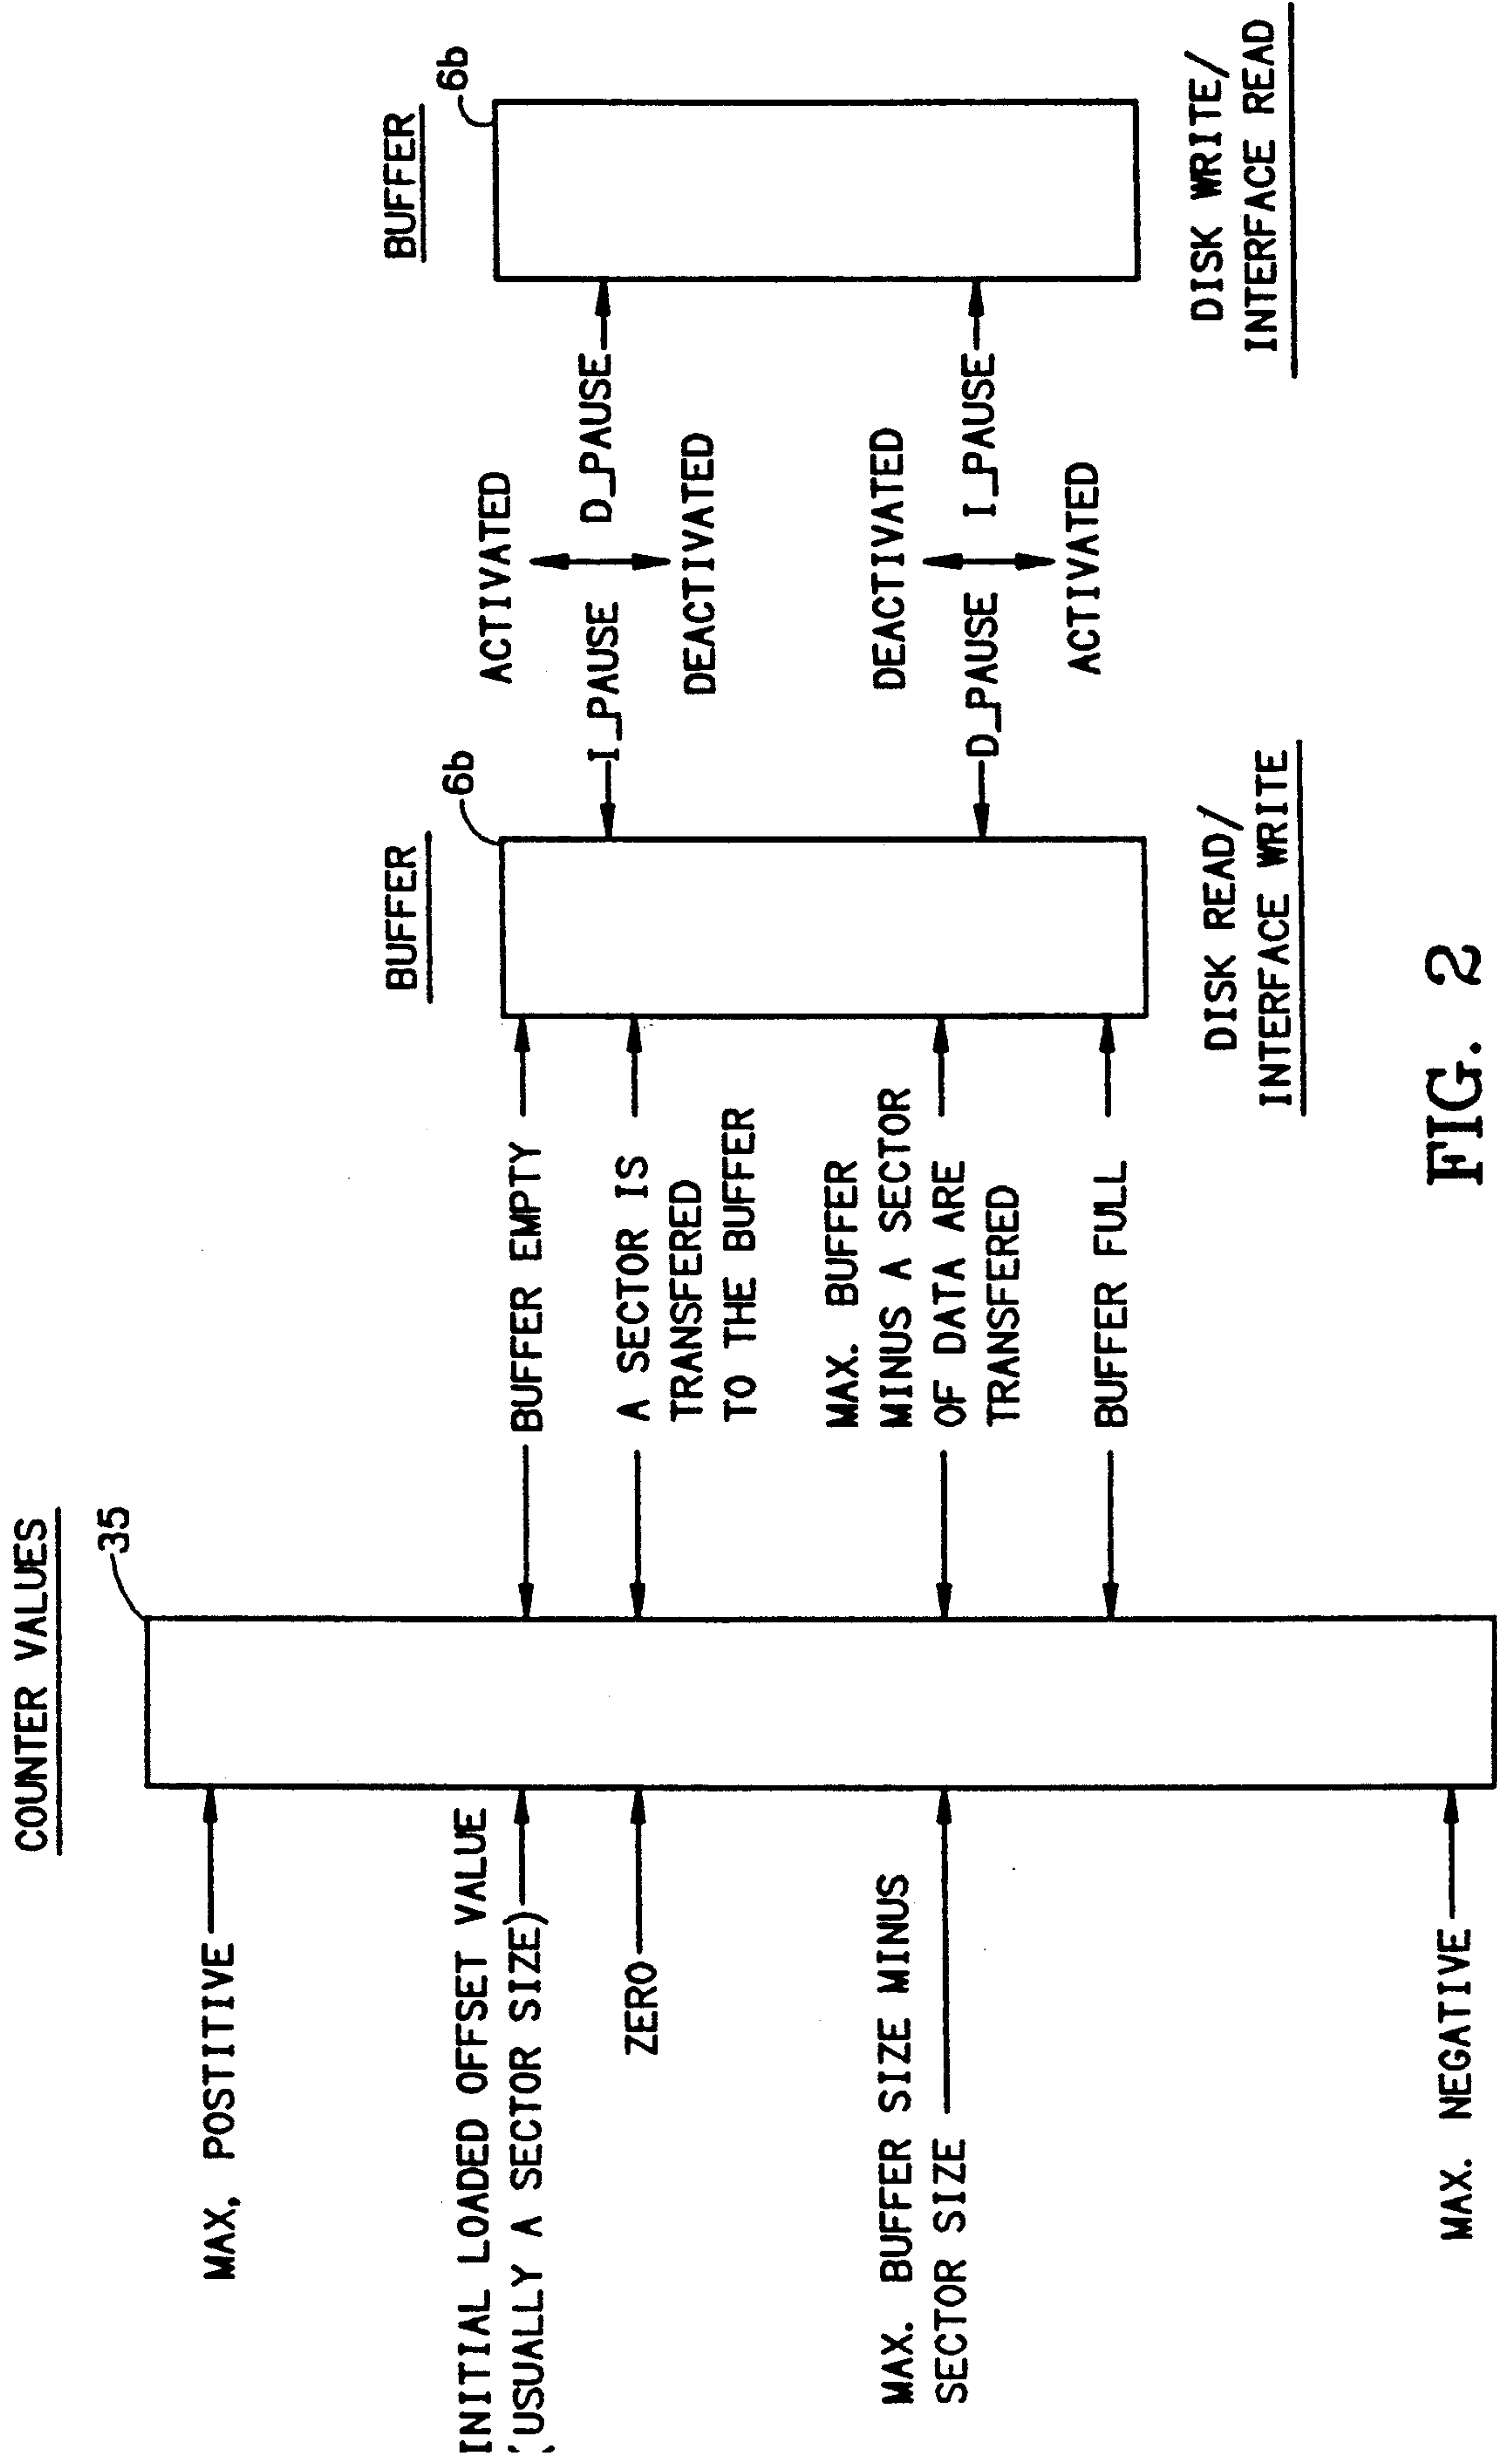 COUNTER VALUES
35
MAX, POSTITIVE
INITIAL LOADED OFFSET VALUE
(USUALLY A SECTOR SIZE)
ZERO
MAX. BUFFER SIZE MINUS
SECTOR SIZE
MAX. NEGATIVE
BUFFER EMPTY
A SECTOR IS
TRANSFERED
TO THE BUFFER
MAX. BUFFER
MINUS A SECTOR
OF DATA ARE
TRANSFERED
BUFFER FULL
BUFFER
6b
DISK READ/
INTERFACE WRITE
ACTIVATED
I_PAUSE
D_PAUSE
DEACTIVATED
DEACTIVATED
D_PAUSE
I_PAUSE
ACTIVATED
BUFFER
6b
DISK WRITE/
INTERFACE READ
FIG. 2